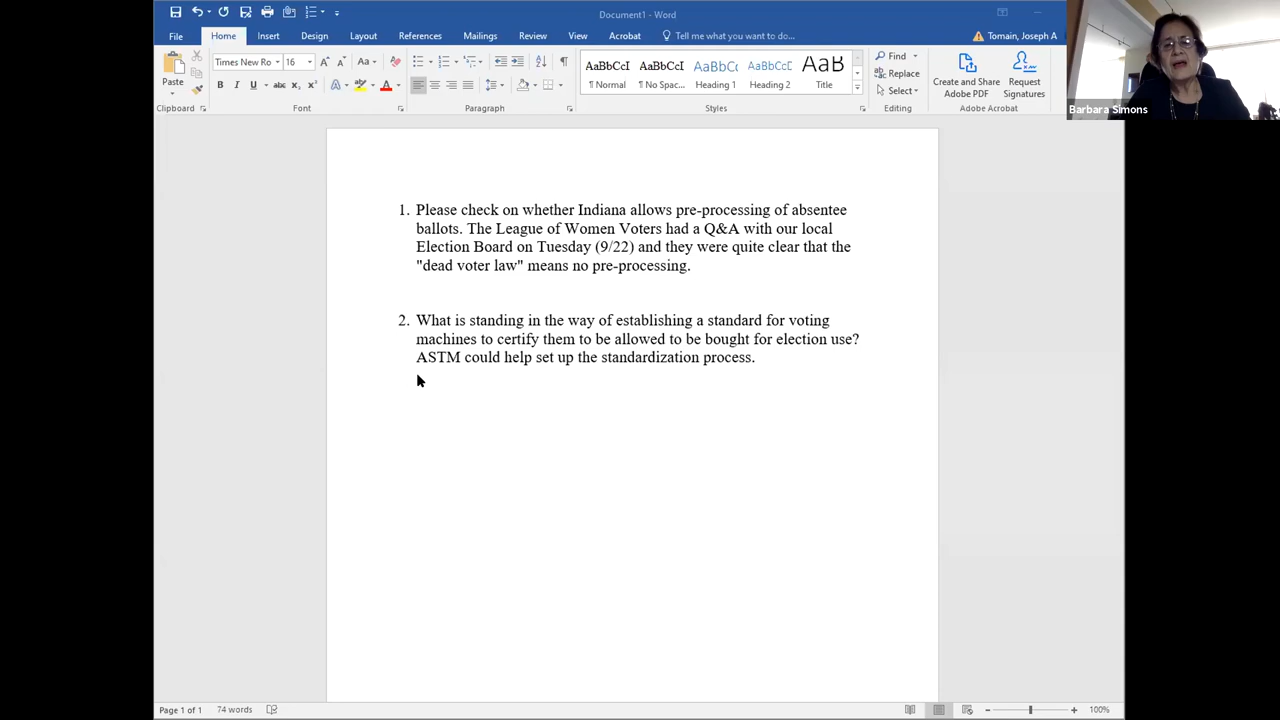 Document1 - Word
File Home Insert Design Layout References Mailings Review View Acrobat Tell me what you want to do... Tomain, Joseph A
Paste
Times New Ro 16 Aa
AaBbCcI AaBbCcI AaBbCc AaBbCcE AaB
¶ Normal ¶ No Spac... Heading 1 Heading 2 Title
Find
Replace
Select
Create and Share
Adobe PDF
Request
Signatures
Clipboard Font Paragraph Styles Editing Adobe Acrobat
Barbara Simons
1. Please check on whether Indiana allows pre-processing of absentee
ballots. The League of Women Voters had a Q&A with our local
Election Board on Tuesday (9/22) and they were quite clear that the
"dead voter law" means no pre-processing.
2. What is standing in the way of establishing a standard for voting
machines to certify them to be allowed to be bought for election use?
ASTM could help set up the standardization process.
Page 1 of 1 74 words 100%